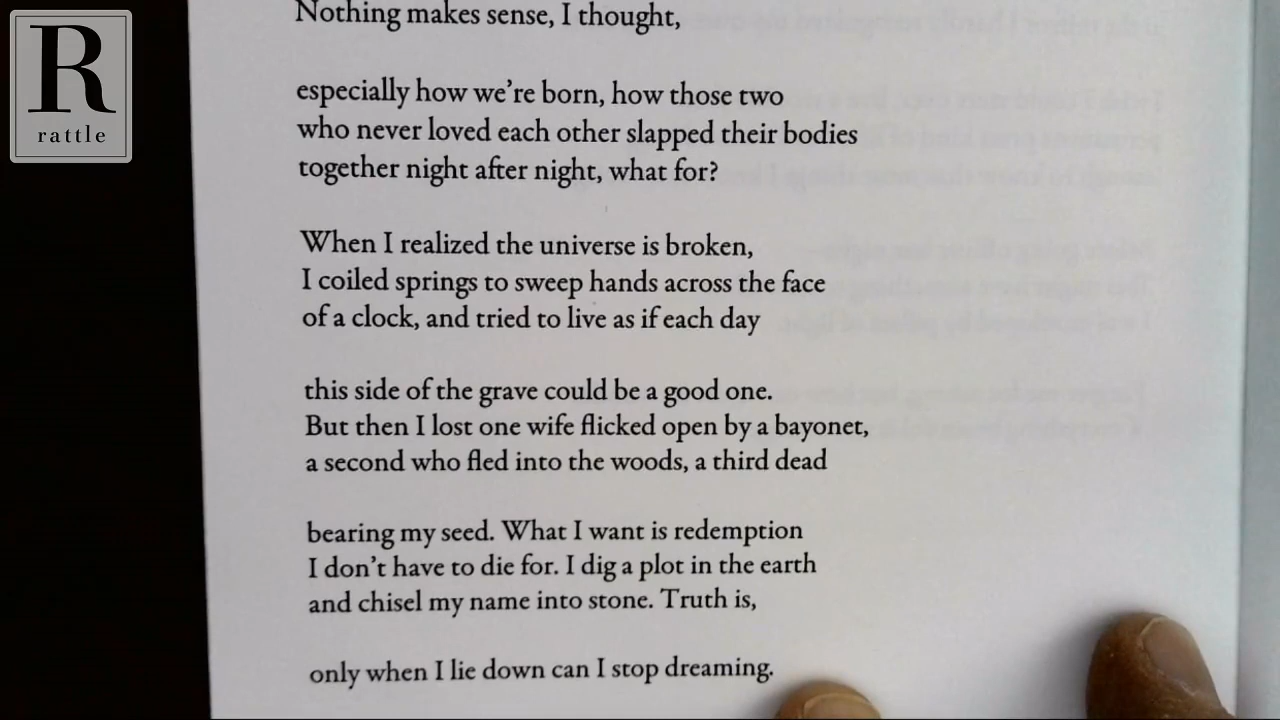 R
rattle
Nothing makes sense, I thought,
especially how we're born, how those two
who never loved each other slapped their bodies
together night after night, what for?
When I realized the universe is broken,
I coiled springs to sweep hands across the face
of a clock, and tried to live as if each day
this side of the grave could be a good one.
But then I lost one wife flicked open by a bayonet,
a second who fled into the woods, a third dead
bearing my seed. What I want is redemption
I don't have to die for. I dig a plot in the earth
and chisel my name into stone. Truth is,
only when I lie down can I stop dreaming.